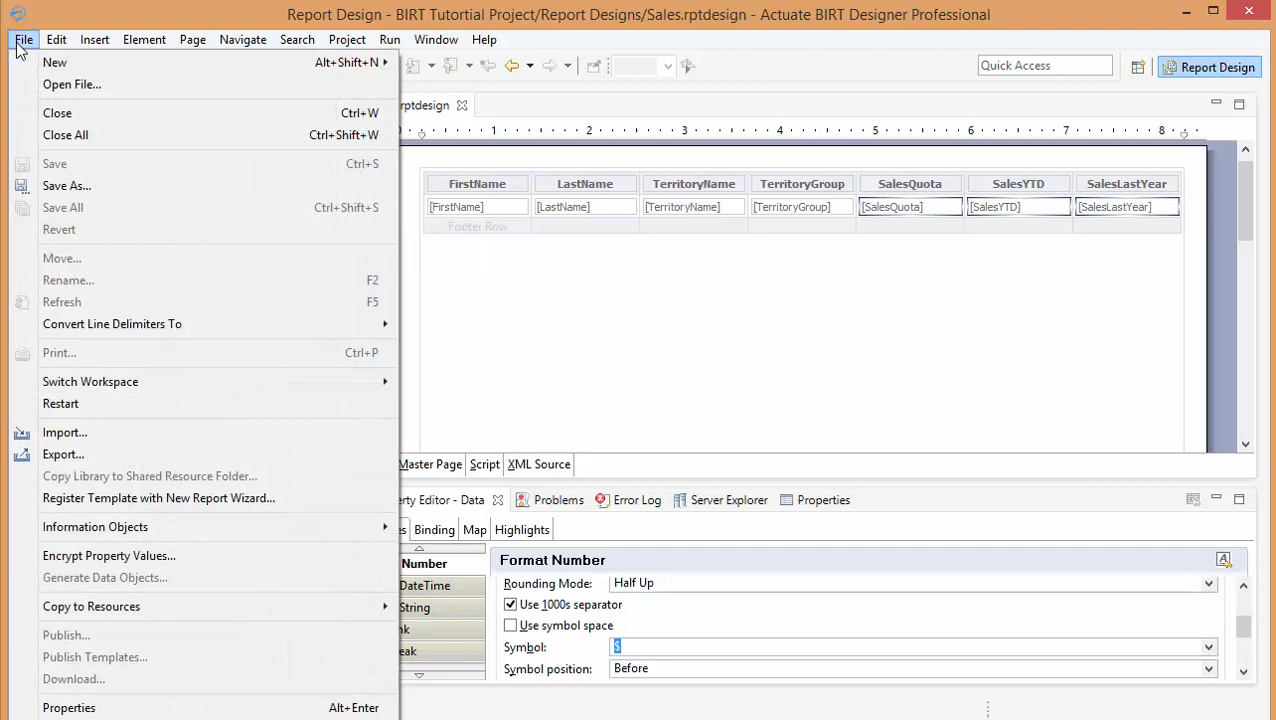 Report Design - BIRT Tutortial Project/Report Designs/Sales.rptdesign - Actuate BIRT Designer Professional
File Edit Insert Element Page Navigate Search Project Run Window Help
New Alt+Shift+N
Open File...
Close Ctrl+W
Close All Ctrl+Shift+W
Save Ctrl+S
Save As...
Save All Ctrl+Shift+S
Revert
Move...
Rename... F2
Refresh F5
Convert Line Delimiters To
Print... Ctrl+P
Switch Workspace
Restart
Import...
Export...
Copy Library to Shared Resource Folder...
Register Template with New Report Wizard...
Information Objects
Encrypt Property Values...
Generate Data Objects...
Copy to Resources
Publish...
Publish Templates...
Download...
Properties Alt+Enter
Quick Access Report Design
rptdesign
0 1 2 3 4 5 6 7 8
FirstName LastName TerritoryName TerritoryGroup SalesQuota SalesYTD SalesLastYear
[FirstName] [LastName] [TerritoryName] [TerritoryGroup] [SalesQuota] [SalesYTD] [SalesLastYear]
Footer Row
Master Page Script XML Source
erty Editor - Data Problems Error Log Server Explorer Properties
es Binding Map Highlights
Number
DateTime
String
nk
eak
Format Number
Rounding Mode: Half Up
Use 1000s separator
Use symbol space
Symbol: $
Symbol position: Before